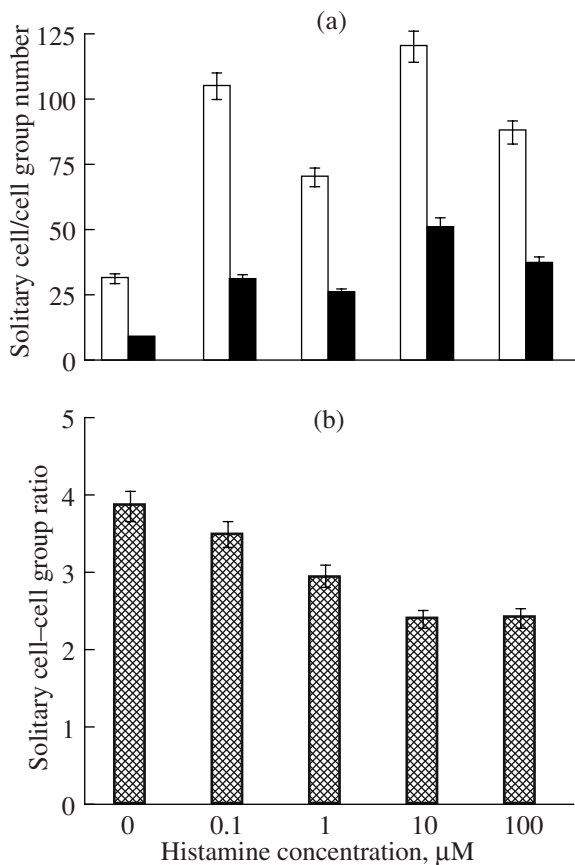 (a)
Solitary cell/cell group number
125
100
75
50
25
0
(b)
Solitary cell–cell group ratio
5
4
3
2
1
0
0 0.1 1 10 100
Histamine concentration, μM